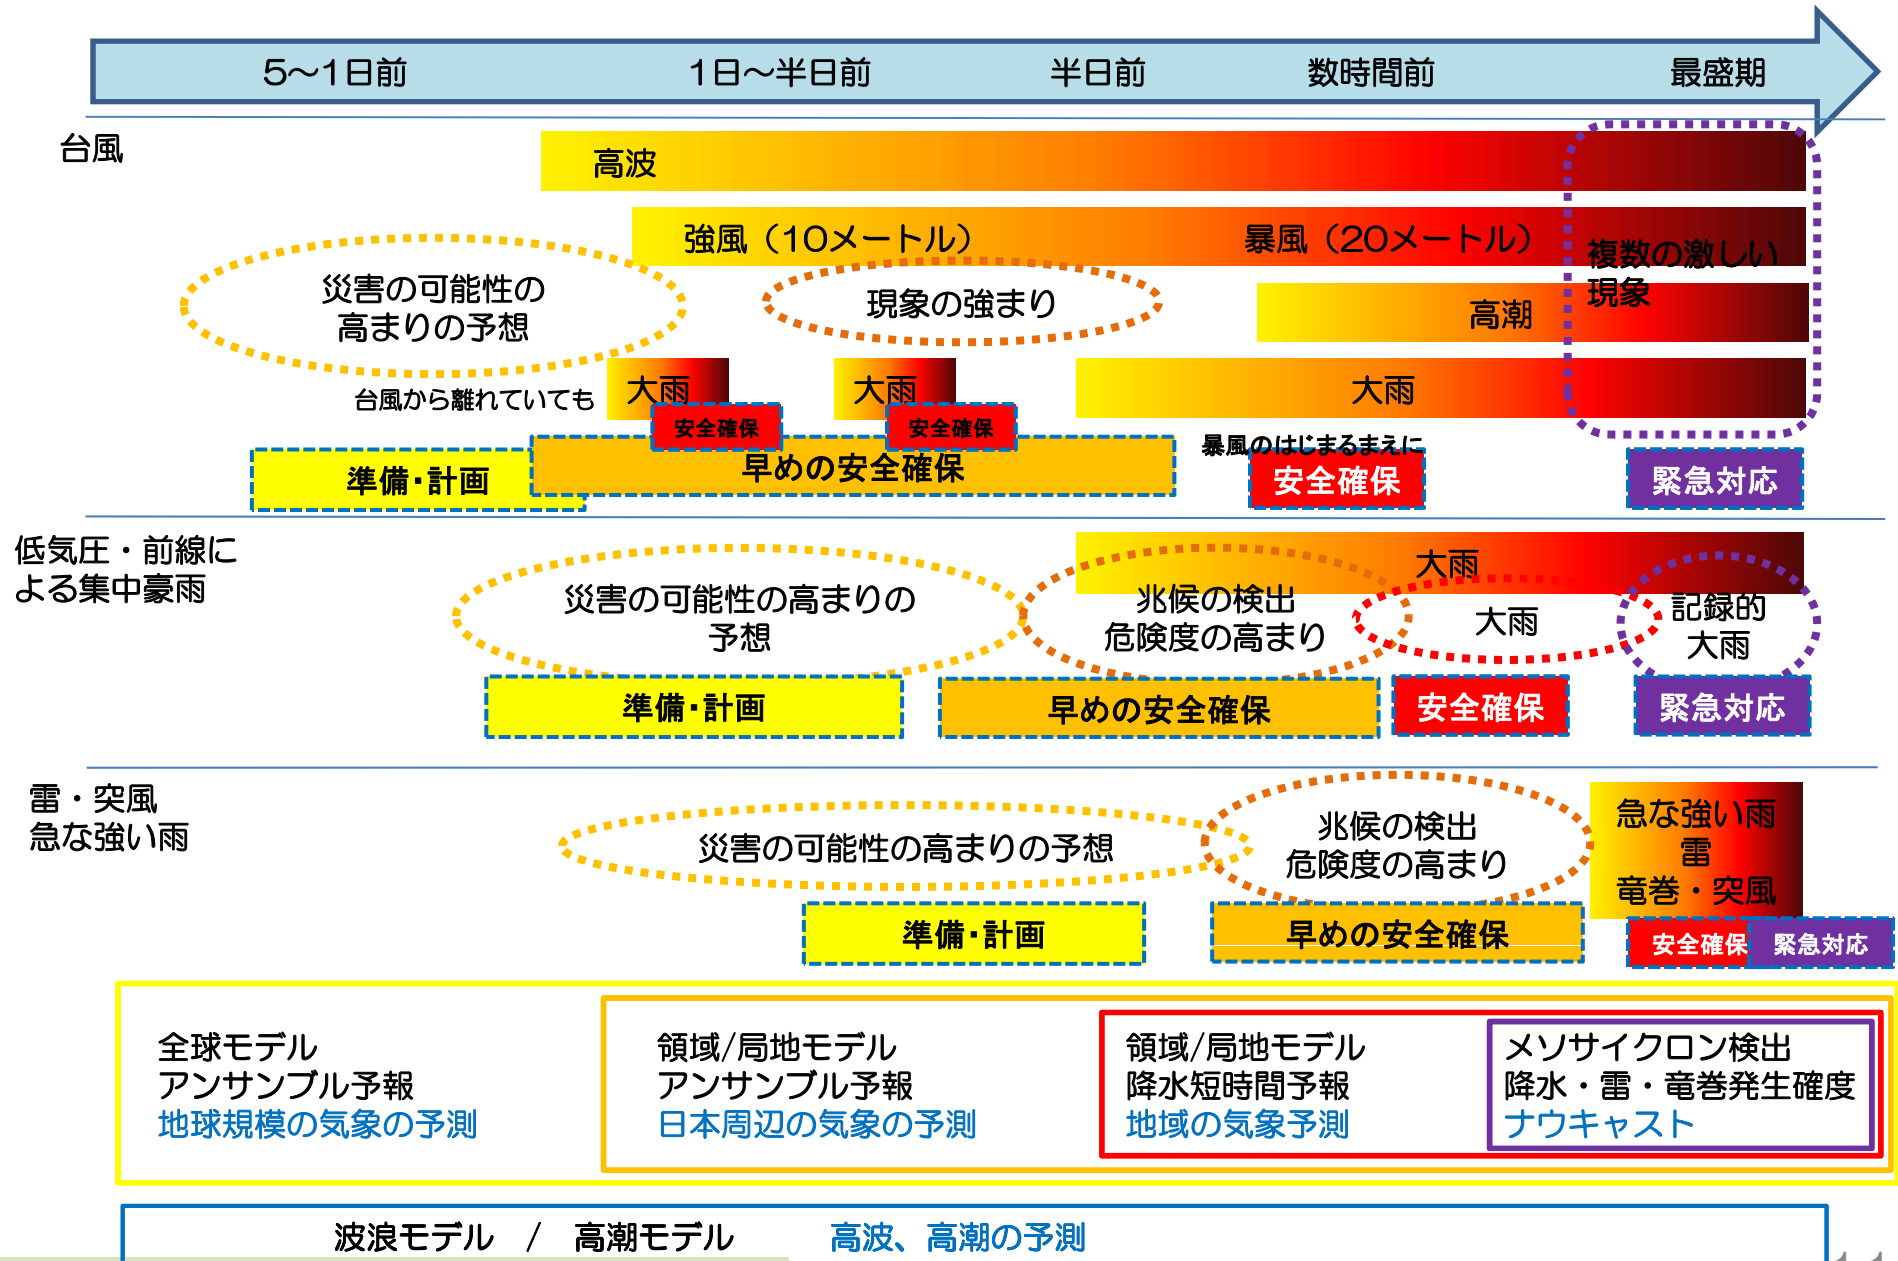 5～1日前
1日～半日前
半日前
数時間前
最盛期
台風
高波
強風（10メートル）
暴風（20メートル）
複数の激しい
現象
災害の可能性の
高まりの予想
現象の強まり
高潮
台風から離れていても
大雨
大雨
大雨
安全確保
安全確保
暴風のはじまるまえに
準備・計画
早めの安全確保
安全確保
緊急対応
低気圧・前線に
よる集中豪雨
大雨
災害の可能性の高まりの
予想
兆候の検出
危険度の高まり
大雨
記録的
大雨
準備・計画
早めの安全確保
安全確保
緊急対応
雷・突風
急な強い雨
災害の可能性の高まりの予想
兆候の検出
危険度の高まり
急な強い雨
雷
竜巻・突風
準備・計画
早めの安全確保
安全確保
緊急対応
全球モデル
アンサンブル予報
地球規模の気象の予測
領域/局地モデル
アンサンブル予報
日本周辺の気象の予測
領域/局地モデル
降水短時間予報
地域の気象予測
メソサイクロン検出
降水・雷・竜巻発生確度
ナウキャスト
波浪モデル　/　高潮モデル　　　高波、高潮の予測